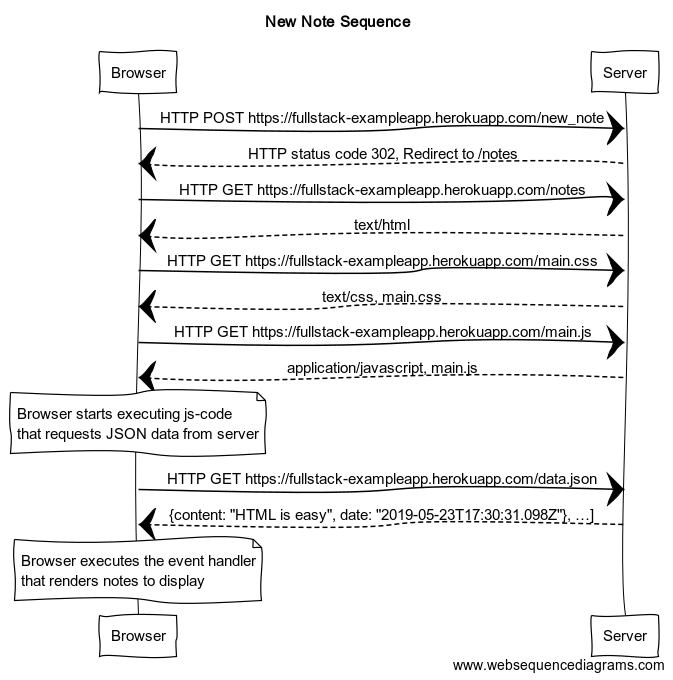 New Note Sequence
Browser
Server
HTTP POST https://fullstack-exampleapp.herokuapp.com/new_note
HTTP status code 302, Redirect to /notes
HTTP GET https://fullstack-exampleapp.herokuapp.com/notes
text/html
HTTP GET https://fullstack-exampleapp.herokuapp.com/main.css
text/css, main.css
HTTP GET https://fullstack-exampleapp.herokuapp.com/main.js
application/javascript, main.js
Browser starts executing js-code
that requests JSON data from server
HTTP GET https://fullstack-exampleapp.herokuapp.com/data.json
{content: "HTML is easy", date: "2019-05-23T17:30:31.098Z"}, ...]
Browser executes the event handler
that renders notes to display
Browser
Server
www.websequencediagrams.com